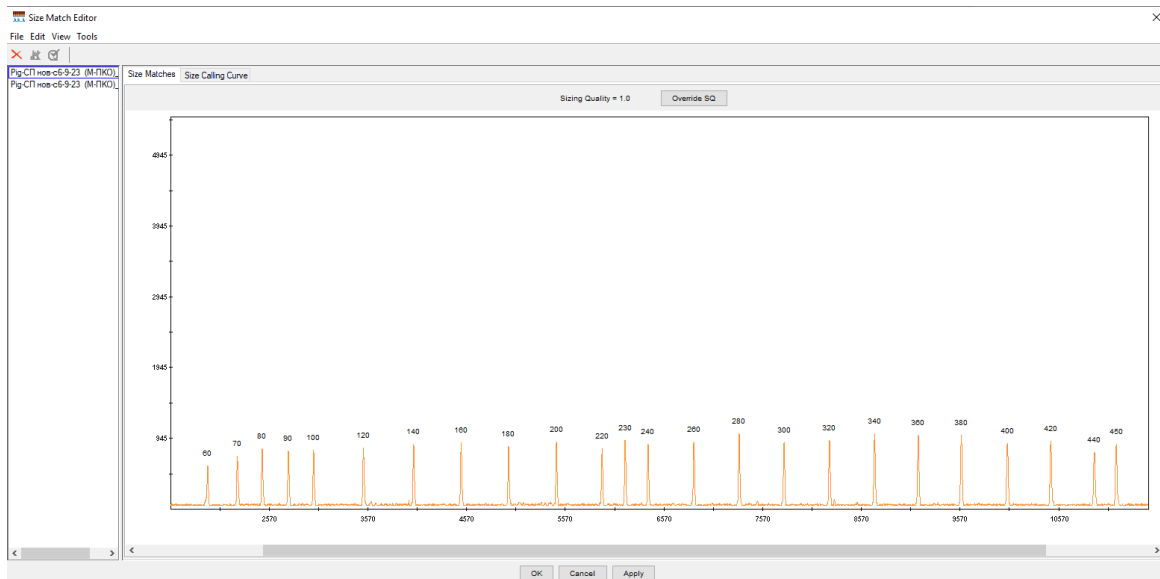 Size Match Editor
File Edit View Tools
Pig-СП нов-с6-9-23 (М-ПКО)_
Pig-СП нов-с6-9-23 (М-ПКО)_
Size Matches Size Calling Curve
Sizing Quality = 1.0 Override SQ
4945
3945
2945
1945
945
60 70 80 90 100 120 140 160 180 200 220 230 240 260 280 300 320 340 360 380 400 420 440 450
2570 3570 4570 5570 6570 7570 8570 9570 10570
OK Cancel Apply